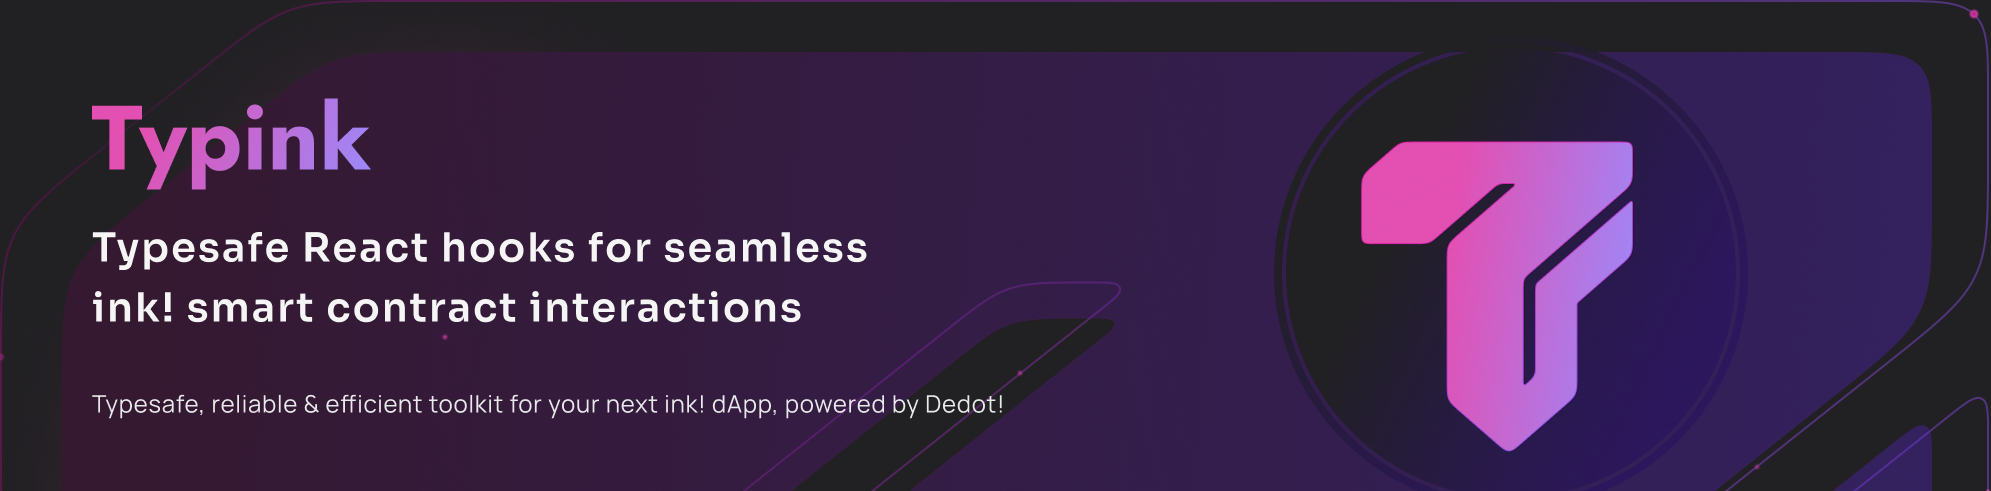 Typink
Typesafe React hooks for seamless
ink! smart contract interactions
Typesafe, reliable & efficient toolkit for your next ink! dApp, powered by Dedot!